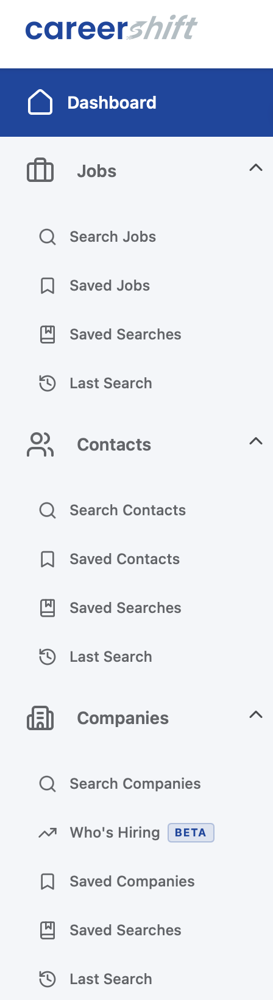 careershift
Dashboard
Jobs
Search Jobs
Saved Jobs
Saved Searches
Last Search
Contacts
Search Contacts
Saved Contacts
Saved Searches
Last Search
Companies
Search Companies
Who's Hiring BETA
Saved Companies
Saved Searches
Last Search